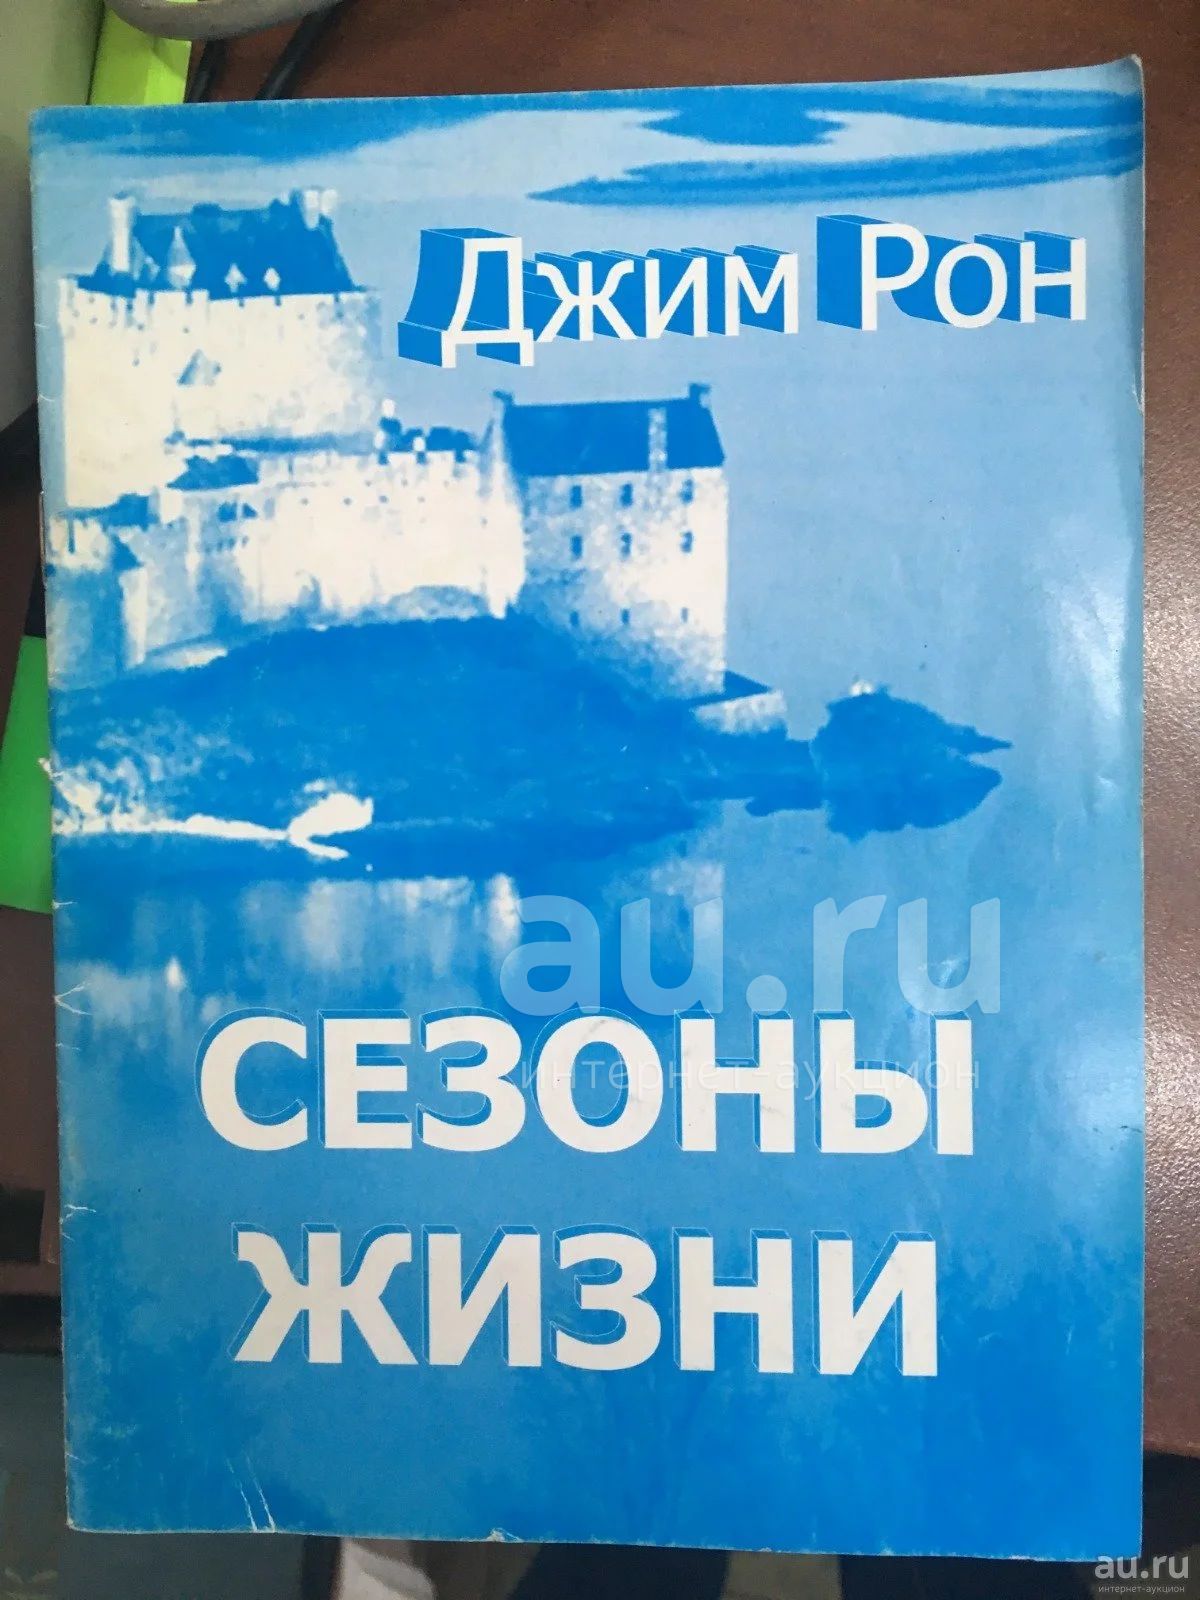 Джим Рон
au.ru
СЕЗОНЫ
интернет-аукцион
ЖИЗНИ
au.ru
интернет-аукцион